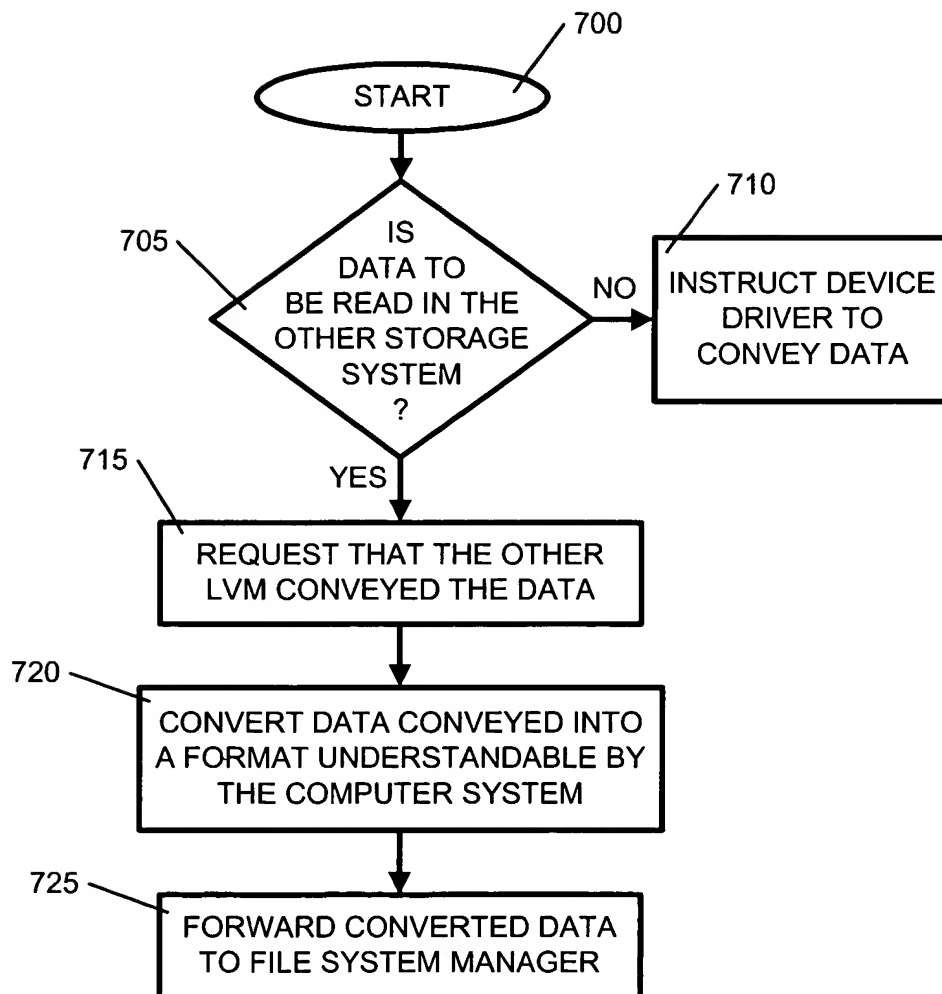 700
START
705
IS
DATA TO
BE READ IN THE
OTHER STORAGE
SYSTEM
?
NO
710
INSTRUCT DEVICE
DRIVER TO
CONVEY DATA
YES
715
REQUEST THAT THE OTHER
LVM CONVEYED THE DATA
720
CONVERT DATA CONVEYED INTO
A FORMAT UNDERSTANDABLE BY
THE COMPUTER SYSTEM
725
FORWARD CONVERTED DATA
TO FILE SYSTEM MANAGER